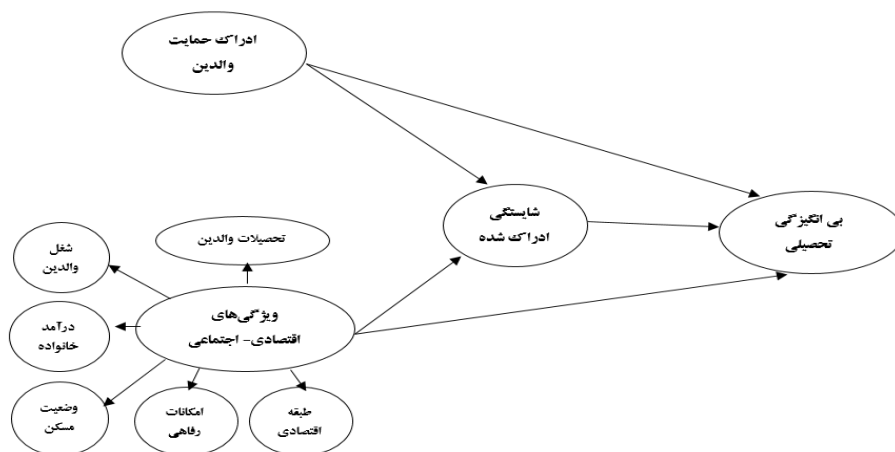 ادراک حمایت
والدین
شایستگی
ادراک شده
بی انگیزگی
تحصیلی
تحصیلات والدین
شغل
والدین
ویژگی‌های
اقتصادی- اجتماعی
درآمد
خانواده
وضعیت
مسکن
امکانات
رفاهی
طبقه
اقتصادی